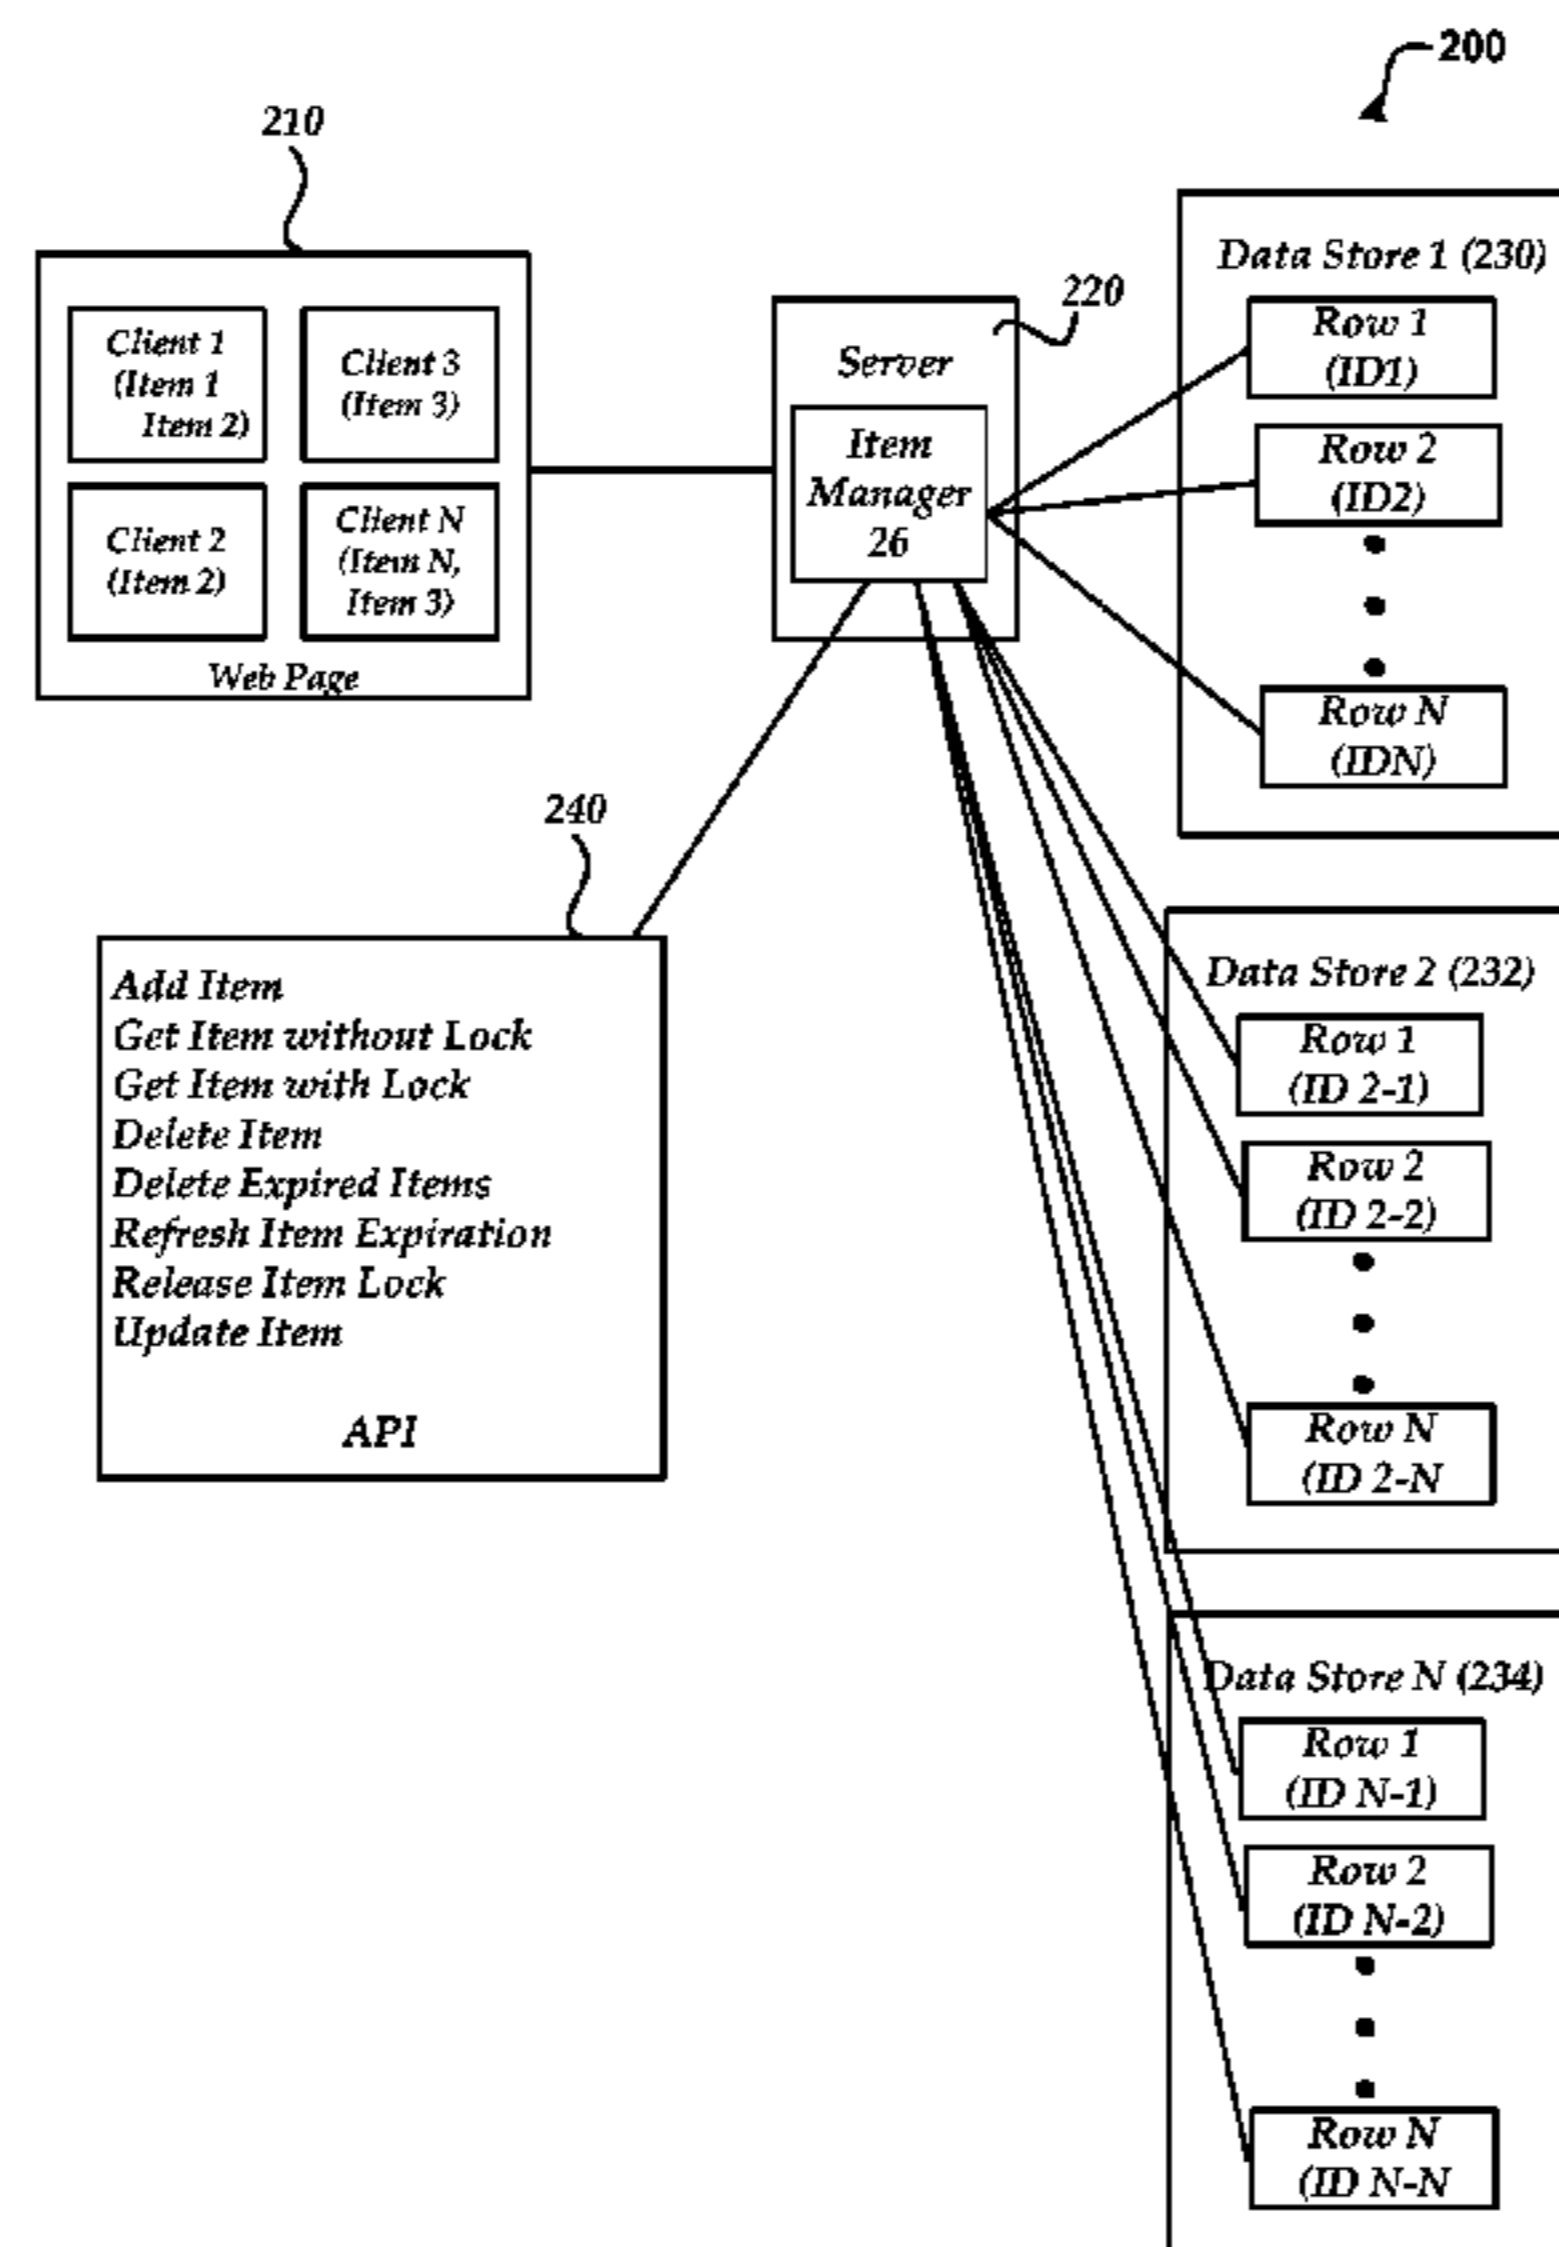 200
210
Client 1
(Item 1
Item 2)
Client 3
(Item 3)
Client 2
(Item 2)
Client N
(Item N,
Item 3)
Web Page
220
Server
Item
Manager
26
Data Store 1 (230)
Row 1
(ID1)
Row 2
(ID2)
Row N
(IDN)
240
Add Item
Get Item without Lock
Get Item with Lock
Delete Item
Delete Expired Items
Refresh Item Expiration
Release Item Lock
Update Item
API
Data Store 2 (232)
Row 1
(ID 2-1)
Row 2
(ID 2-2)
Row N
(ID 2-N
Data Store N (234)
Row 1
(ID N-1)
Row 2
(ID N-2)
Row N
(ID N-N